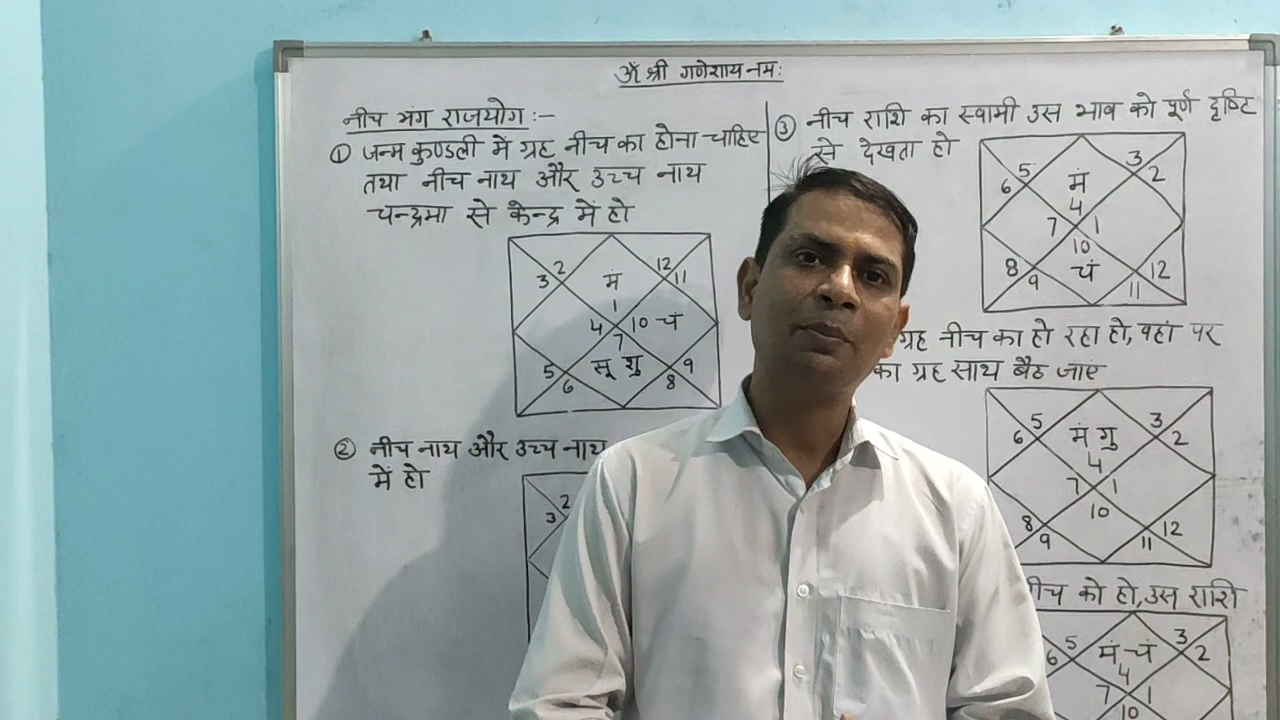 ॐ श्री गणेशाय नमः
नीच भंग राजयोग :-
① जन्म कुण्डली में ग्रह नीच का होना चाहिए
तथा नीच नाथ और उच्च नाथ
चन्द्रमा से केन्द्र में हो
2 12
3 मं 11
1
4 10 चं
7
5 सू शु 9
6 8
② नीच नाथ और उच्च नाथ
में हो
2
3
③ नीच राशि का स्वामी उस भाव को पूर्ण दृष्टि
से देखता हो
5 3
6 मं 2
4
7 1
10
8 चं 12
9 11
ग्रह नीच का हो रहा हो, वहां पर
का ग्रह साथ बैठ जाए
5 3
6 मं गु 2
4
7 1
10
8 12
9 11
नीच को हो, उस राशि
5 3
6 मं चं 2
4
7 1
10